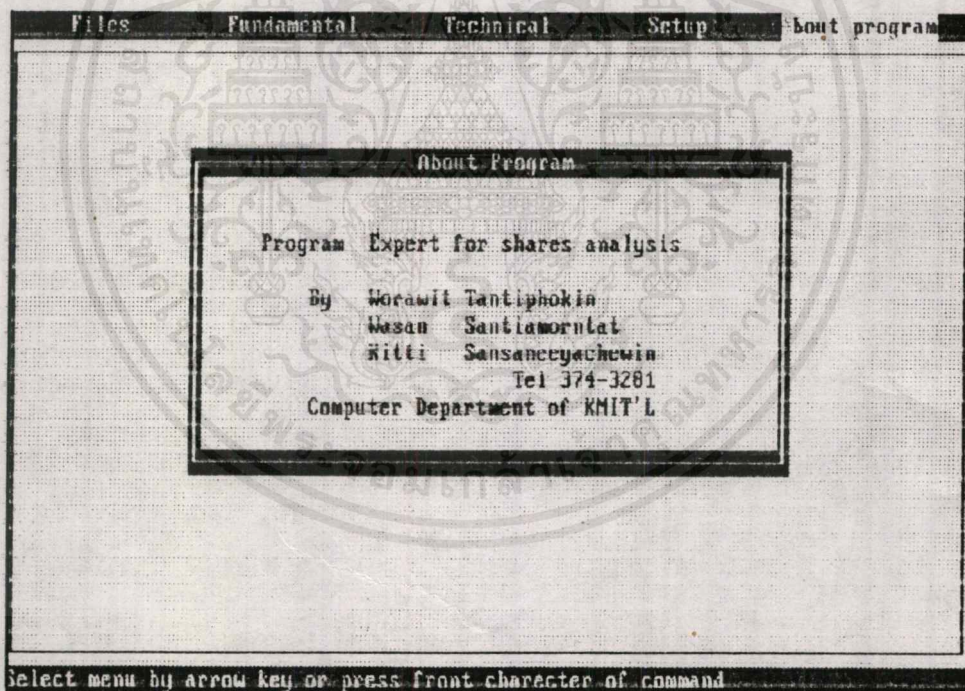 Files Fundamental Technical Setup bout program
About Program
Program Expert for shares analysis
By Worawit Tantiphokin
Wasan Santiamorntat
Kitti Sansaneeyachewin
Tel 374-3281
Computer Department of KMIT'L
Select menu by arrow key or press front charecter of command